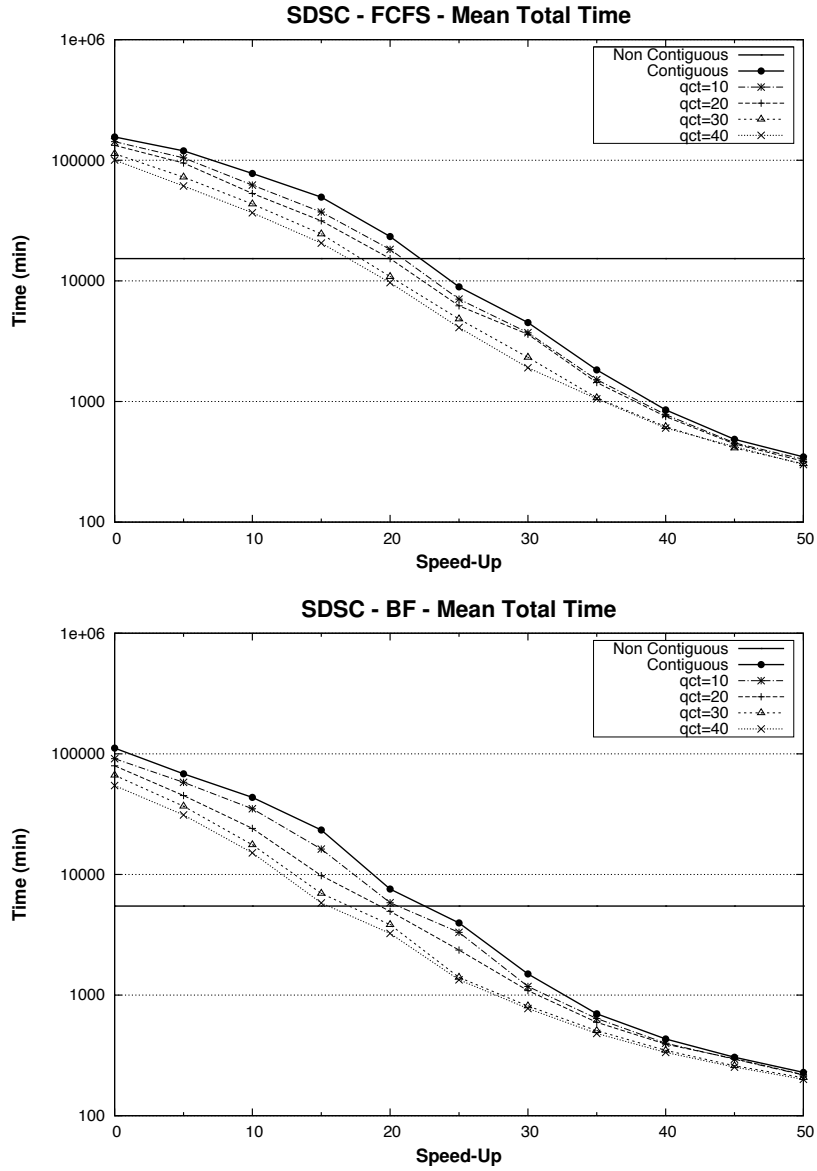 SDSC - FCFS - Mean Total Time
1e+06
100000
10000
1000
100
Time (min)
Non Contiguous
Contiguous
qct=10
qct=20
qct=30
qct=40
0 10 20 30 40 50
Speed-Up
SDSC - BF - Mean Total Time
1e+06
100000
10000
1000
100
Time (min)
Non Contiguous
Contiguous
qct=10
qct=20
qct=30
qct=40
0 10 20 30 40 50
Speed-Up